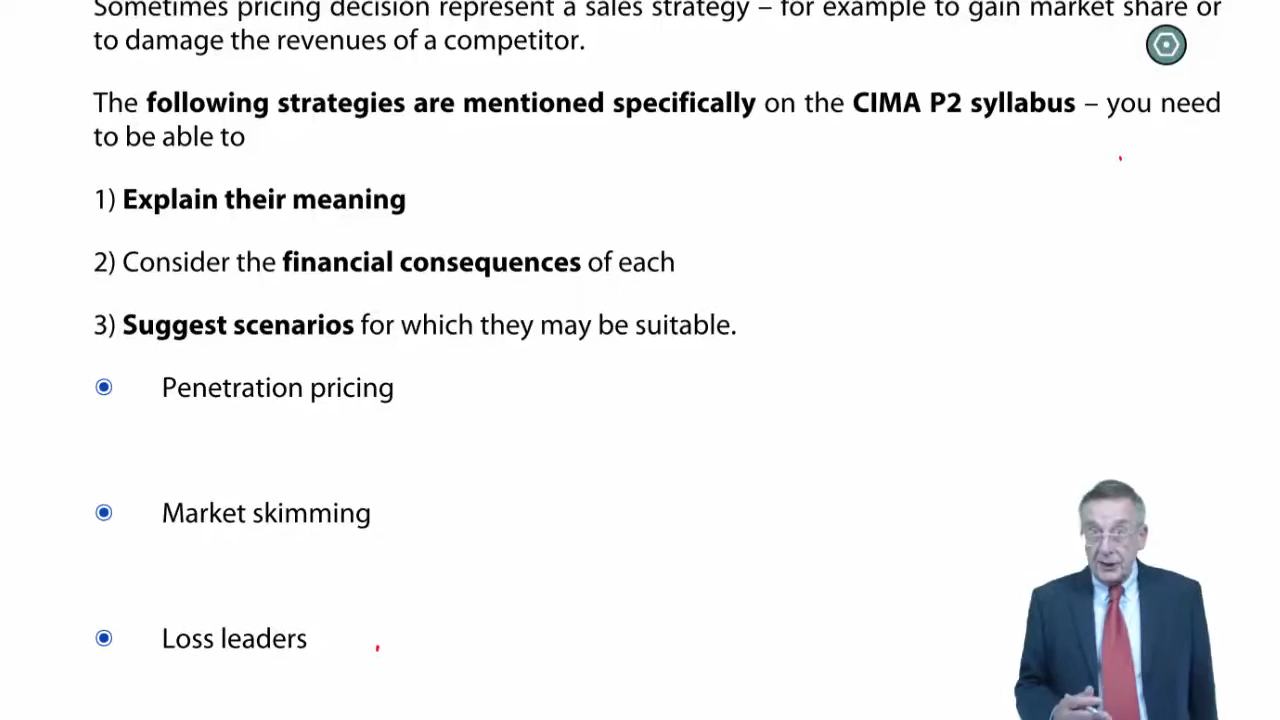 Sometimes pricing decision represent a sales strategy – for example to gain market share or
to damage the revenues of a competitor.
The following strategies are mentioned specifically on the CIMA P2 syllabus – you need
to be able to
1) Explain their meaning
2) Consider the financial consequences of each
3) Suggest scenarios for which they may be suitable.
Penetration pricing
Market skimming
Loss leaders